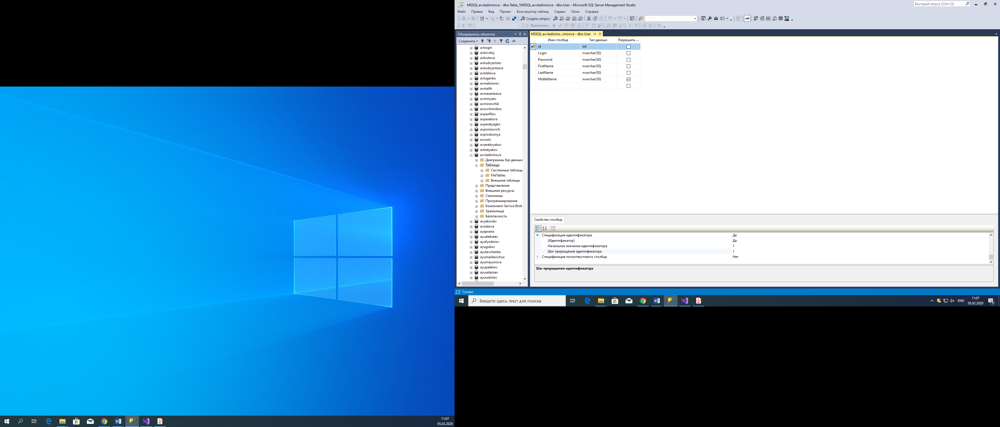 MSSQL.avvladimirova - dbo.Table_1MSSQL.avvladimirova - dbo.User - Microsoft SQL Server Management Studio
Быстрый запуск (Ctrl+Q)
Файл Правка Вид Проект Конструктор таблиц Сервис Окно Справка
Создать запрос
Выполнить
Обозреватель объектов
Соединить
avkogin
avkrivskiy
avkrutova
avkudryavtsev
avkudryavtseva
avlobkova
avlugenko
avmaksimov
avmalih
avmezentseva
avminyaev
avmironchik
avovchinnikov
avpanfilov
avpasekova
avperetyagko
avponizovich
avproskurnya
avrusin
avserebryakov
avtretyakov
avvladimirova
Диаграммы баз данных
Таблицы
Системные таблицы
FileTables
Внешние таблицы
Представления
Внешние ресурсы
Синонимы
Программирование
Компонент Service Brok
Хранилище
Безопасность
avyakovlev
avziatova
ayapranis
ayualekseev
ayufyodorov
ayugukov
ayulevchenko
ayumarkevichus
ayumayunova
ayupalehov
ayuseleznev
ayusokolov
MSSQL.avvladimiro...imirova - dbo.User
Имя столбца Тип данных Разрешить ...
id int
Login nvarchar(50)
Password nvarchar(50)
FirstName nvarchar(50)
LastName nvarchar(50)
MidlleName nvarchar(50)
Свойства столбца
Спецификация идентификатора Да
(Идентификатор) Да
Начальное значение идентификатора 1
Шаг приращения идентификатора 1
Спецификация полнотекстового столбца Нет
Шаг приращения идентификатора
Готово
Введите здесь текст для поиска
ENG
11:07
05.02.2020
5
11:07
05.02.2020